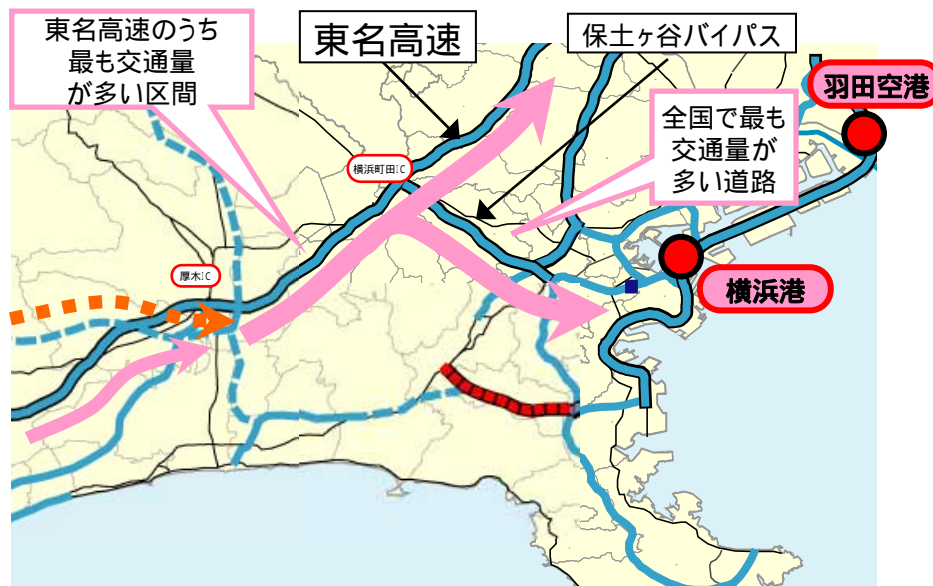 東名高速のうち
最も交通量
が多い区間
東名高速
保土ヶ谷バイパス
羽田空港
全国で最も
交通量が
多い道路
横浜町田IC
厚木IC
横浜港